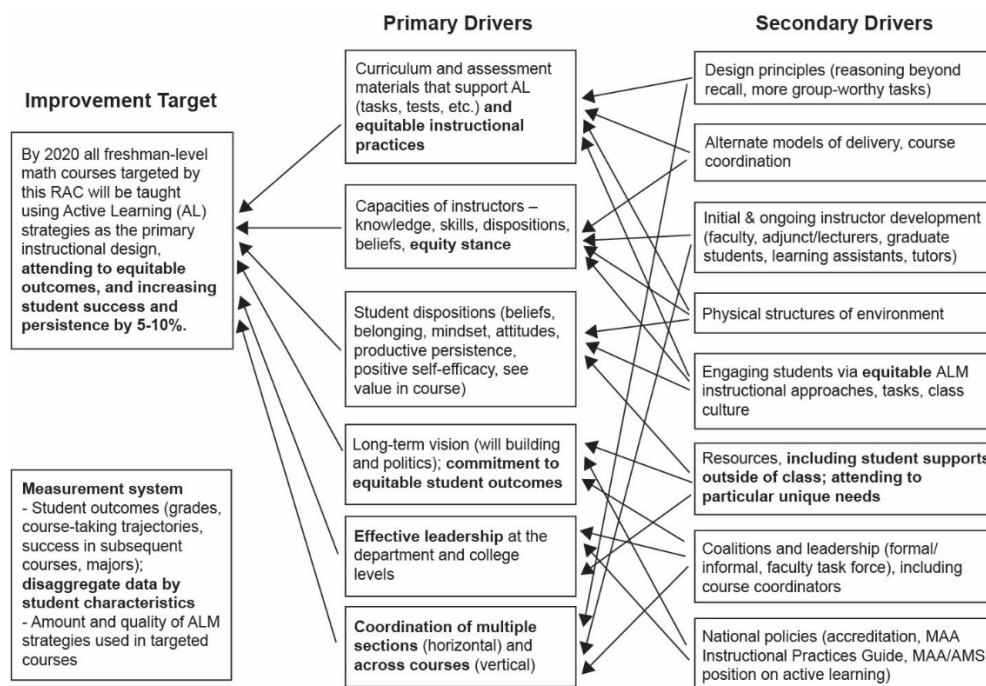 Improvement Target
By 2020 all freshman-level
math courses targeted by
this RAC will be taught
using Active Learning (AL)
strategies as the primary
instructional design,
attending to equitable
outcomes, and increasing
student success and
persistence by 5-10%.
Measurement system
- Student outcomes (grades,
course-taking trajectories,
success in subsequent
courses, majors);
disaggregate data by
student characteristics
- Amount and quality of ALM
strategies used in targeted
courses
Primary Drivers
Curriculum and assessment
materials that support AL
(tasks, tests, etc.) and
equitable instructional
practices
Capacities of instructors –
knowledge, skills, dispositions,
beliefs, equity stance
Student dispositions (beliefs,
belonging, mindset, attitudes,
productive persistence,
positive self-efficacy, see
value in course)
Long-term vision (will building
and politics); commitment to
equitable student outcomes
Effective leadership at the
department and college
levels
Coordination of multiple
sections (horizontal) and
across courses (vertical)
Secondary Drivers
Design principles (reasoning beyond
recall, more group-worthy tasks)
Alternate models of delivery, course
coordination
Initial & ongoing instructor development
(faculty, adjunct/lecturers, graduate
students, learning assistants, tutors)
Physical structures of environment
Engaging students via equitable ALM
instructional approaches, tasks, class
culture
Resources, including student supports
outside of class; attending to
particular unique needs
Coalitions and leadership (formal/
informal, faculty task force), including
course coordinators
National policies (accreditation, MAA
Instructional Practices Guide, MAA/AMS
position on active learning)